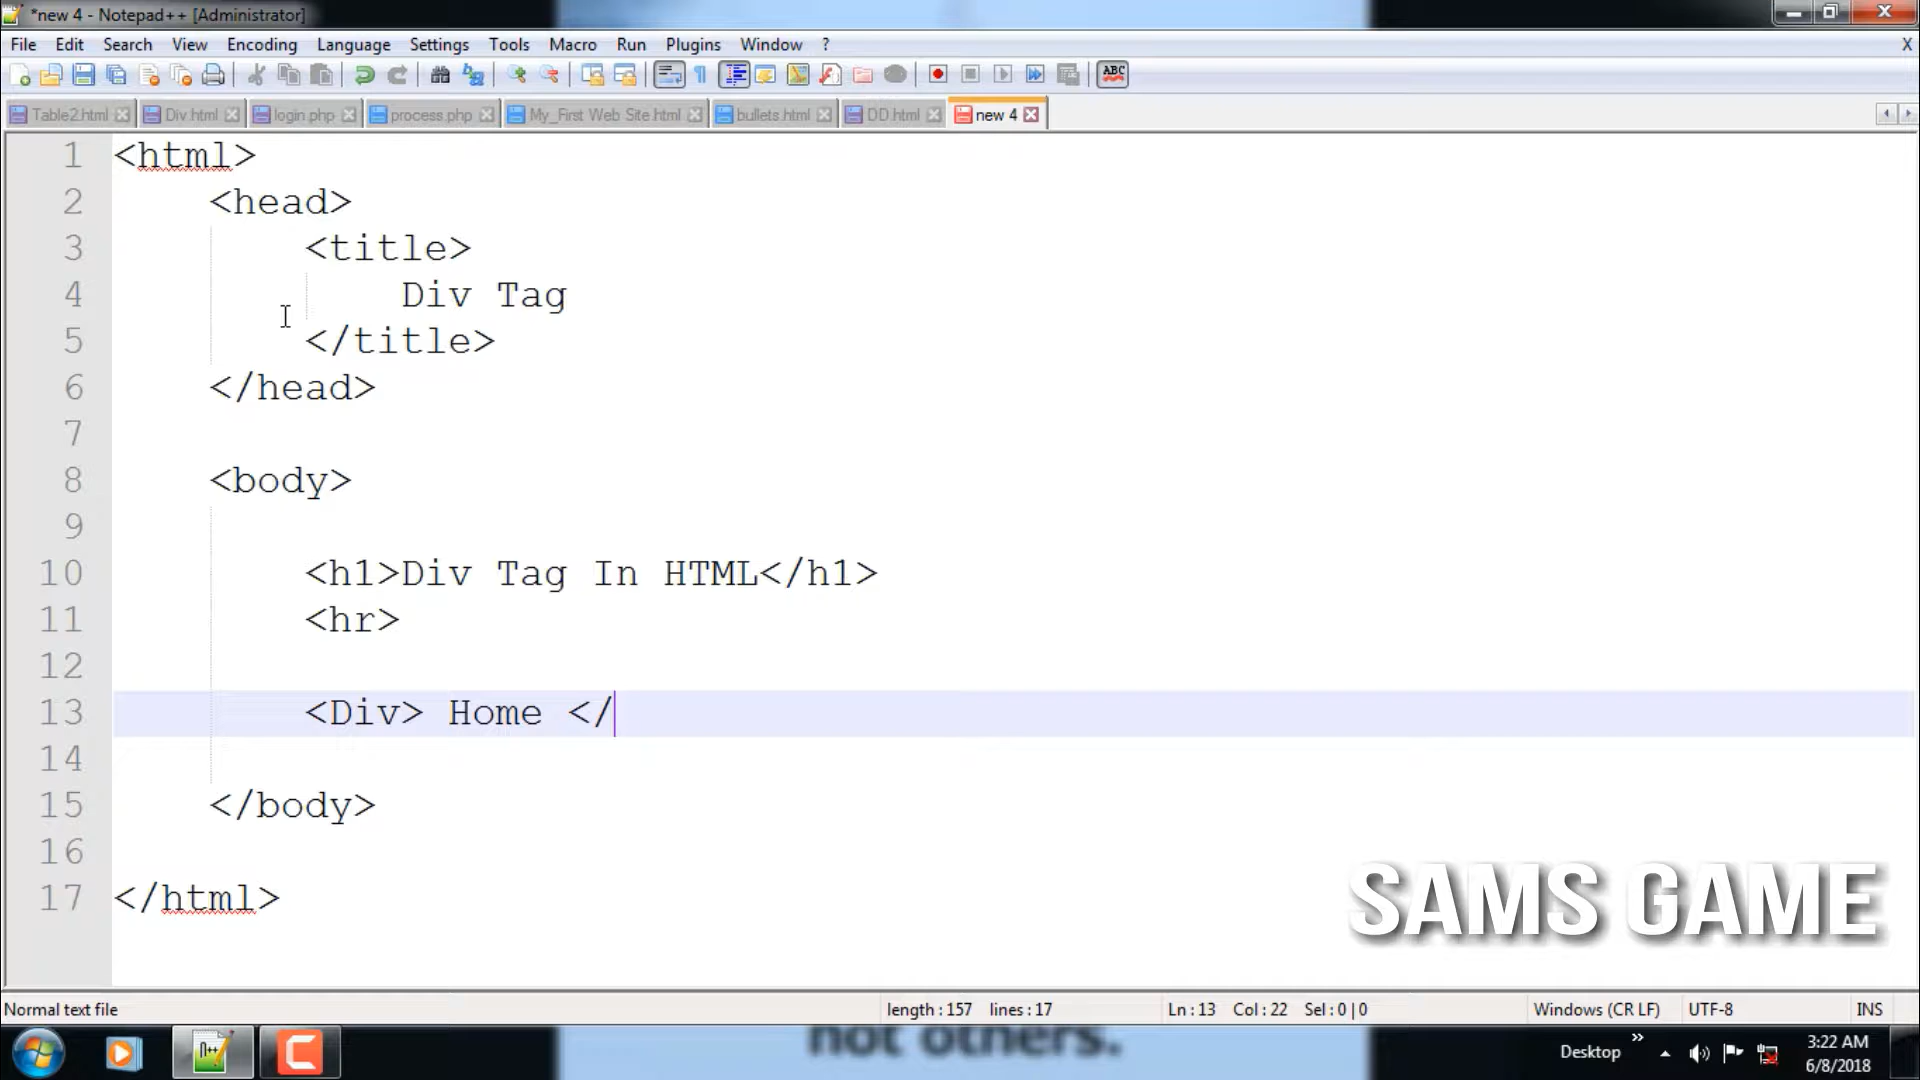 *new 4 - Notepad++ [Administrator]
File Edit Search View Encoding Language Settings Tools Macro Run Plugins Window ? X
ABC
Table2.html Div.html login.php process.php My_First Web Site.html bullets.html DD.html new 4
1 <html>
2 <head>
3 <title>
4 Div Tag
5 </title>
6 </head>
7
8 <body>
9
10 <h1>Div Tag In HTML</h1>
11 <hr>
12
13 <Div> Home </
14
15 </body>
16
17 </html>
SAMS GAME
Normal text file length : 157 lines : 17 Ln : 13 Col : 22 Sel : 0 | 0 Windows (CR LF) UTF-8 INS
not others.
Desktop » 3:22 AM
6/8/2018